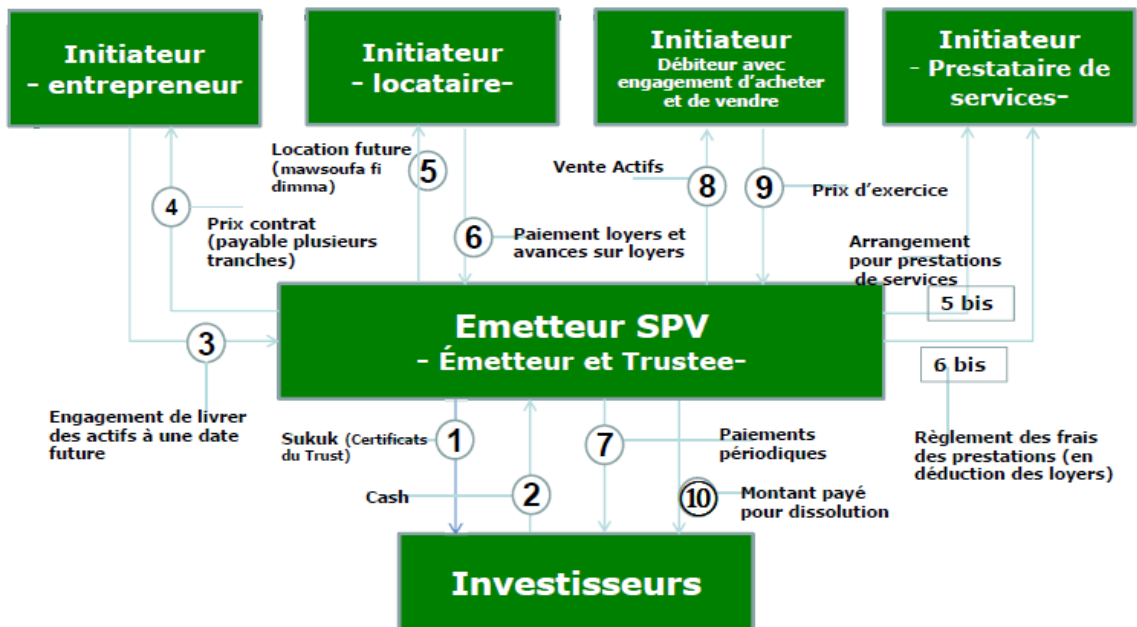 Initiateur
- entrepreneur
Initiateur
- locataire-
Initiateur
Débiteur avec
engagement d'acheter
et de vendre
Initiateur
- Prestataire de
services-
Location future
(mawsoufa fi
dimma)
5
Vente Actifs
8
9
Prix d'exercice
4
Prix contrat
(payable plusieurs
tranches)
6
Paiement loyers et
avances sur loyers
Arrangement
pour prestations
de services
5 bis
3
Emetteur SPV
- Émetteur et Trustee-
6 bis
Engagement de livrer
des actifs à une date
future
Sukuk (Certificats
du Trust)
1
Cash
2
7
Paiements
périodiques
10
Montant payé
pour dissolution
Règlement des frais
des prestations (en
déduction des loyers)
Investisseurs